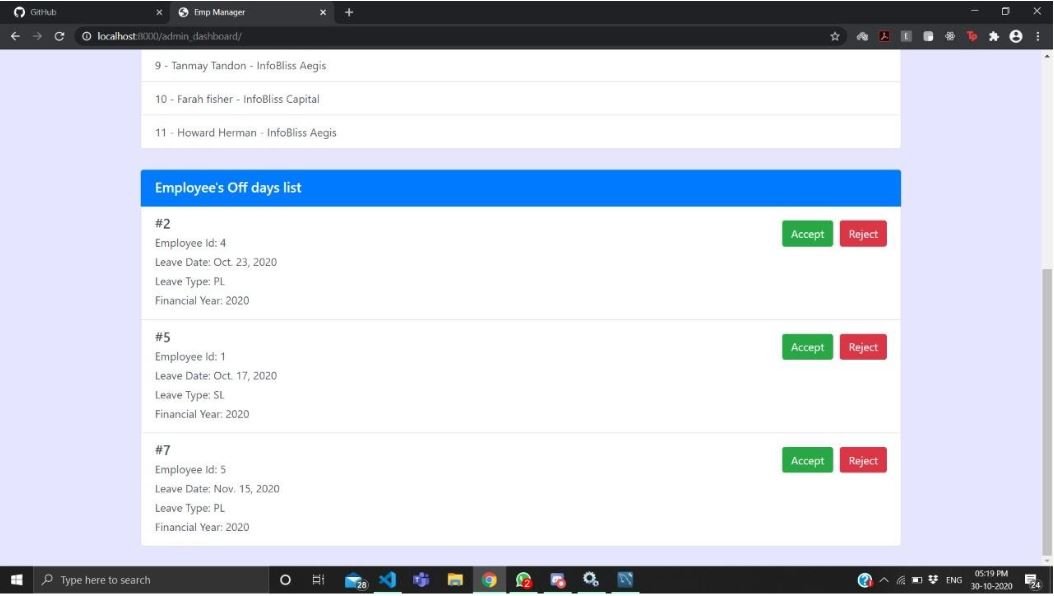 GitHub
Emp Manager
localhost:8000/admin_dashboard/
9 - Tanmay Tandon - InfoBliss Aegis
10 - Farah fisher - InfoBliss Capital
11 - Howard Herman - InfoBliss Aegis
Employee's Off days list
#2
Accept Reject
Employee Id: 4
Leave Date: Oct. 23, 2020
Leave Type: PL
Financial Year: 2020
#5
Accept Reject
Employee Id: 1
Leave Date: Oct. 17, 2020
Leave Type: SL
Financial Year: 2020
#7
Accept Reject
Employee Id: 5
Leave Date: Nov. 15, 2020
Leave Type: PL
Financial Year: 2020
Type here to search
28
2
ENG
05:19 PM
30-10-2020
24